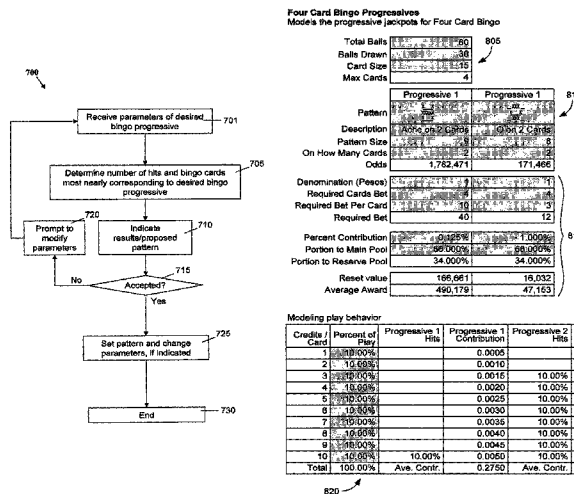 700
Receive parameters of desired
bingo progressive
701
Determine number of hits and bingo cards
most nearly corresponding to desired bingo
progressive
705
720
Prompt to
modify
parameters
Indicate
results/proposed
pattern
710
715
No
Accepted?
Yes
Set pattern and change
parameters, if indicated
725
End
730
Four Card Bingo Progressives
Models the progressive jackpots for Four Card Bingo
Total Balls 60
Balls Drawn 36
Card Size 15
Max Cards 4
805
Progressive 1 Progressive 1
Pattern
Description on 2 Cards O on 2 Cards
Pattern Size 8
On How Many Cards 2 2
Odds 1,762,471 171,466
Denomination (Pesos) 1 1
Required Cards Bet 4 4
Required Bet Per Card 10 3
Required Bet 40 12
Percent Contribution 0.125% 1.000%
Portion to Main Pool 66.000% 66.000%
Portion to Reserve Pool 34.000% 34.000%
Reset value 166,661 16,032
Average Award 490,179 47,153
Modeling play behavior
Credits / Card Percent of Play Progressive 1 Hits Progressive 1 Contribution Progressive 2 Hits
1 10.00% 0.0005
2 10.00% 0.0010
3 10.00% 0.0015 10.00%
4 10.00% 0.0020 10.00%
5 10.00% 0.0025 10.00%
6 10.00% 0.0030 10.00%
7 10.00% 0.0035 10.00%
8 10.00% 0.0040 10.00%
9 10.00% 0.0045 10.00%
10 10.00% 10.00% 0.0050 10.00%
Total 100.00% Ave. Contr. 0.2750 Ave. Contr.
820